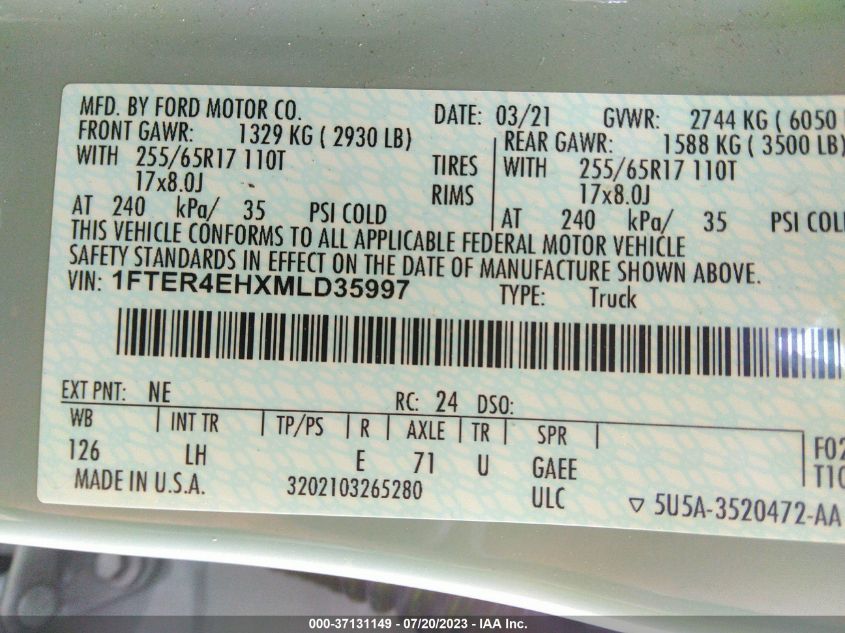 MFD. BY FORD MOTOR CO.
DATE: 03/21 GVWR: 2744 KG ( 6050
FRONT GAWR: 1329 KG ( 2930 LB)
REAR GAWR: 1588 KG ( 3500 LB)
WITH 255/65R17 110T TIRES WITH 255/65R17 110T
17x8.0J RIMS 17x8.0J
AT 240 kPa/ 35 PSI COLD AT 240 kPa/ 35 PSI COL
THIS VEHICLE CONFORMS TO ALL APPLICABLE FEDERAL MOTOR VEHICLE
SAFETY STANDARDS IN EFFECT ON THE DATE OF MANUFACTURE SHOWN ABOVE.
VIN: 1FTER4EHXMLD35997 TYPE: Truck
EXT PNT: NE RC: 24 DSO:
WB INT TR TP/PS R AXLE TR SPR
126 LH E 71 U GAEE
F02
T10
MADE IN U.S.A. 3202103265280 ULC ▽ 5U5A-3520472-AA
000-37131149 - 07/20/2023 - IAA Inc.